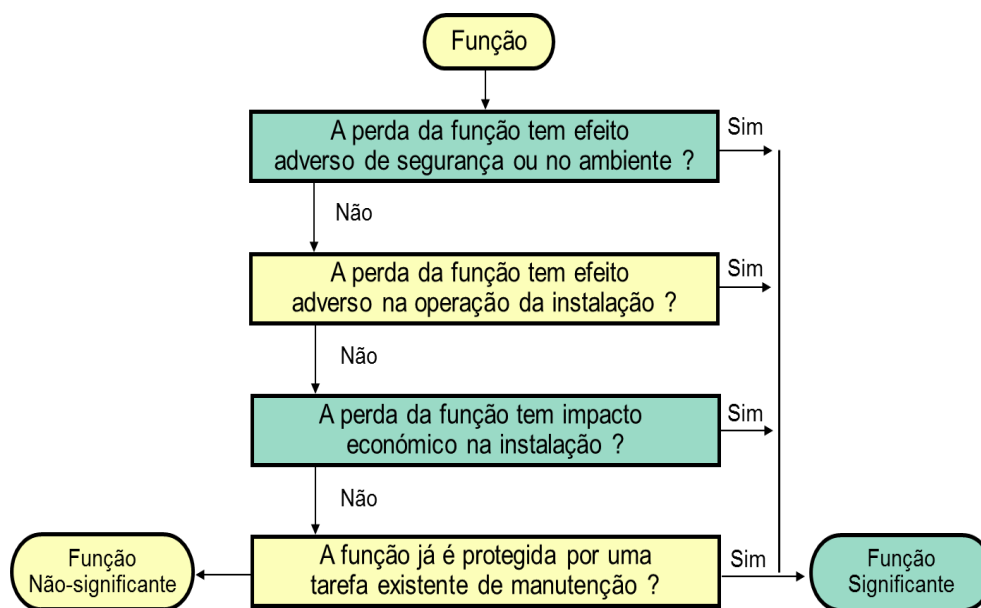 Função
A perda da função tem efeito
adverso de segurança ou no ambiente ?
Sim
Não
A perda da função tem efeito
adverso na operação da instalação ?
Sim
Não
A perda da função tem impacto
económico na instalação ?
Sim
Não
Função
Não-significante
A função já é protegida por uma
tarefa existente de manutenção ?
Sim
Função
Significante